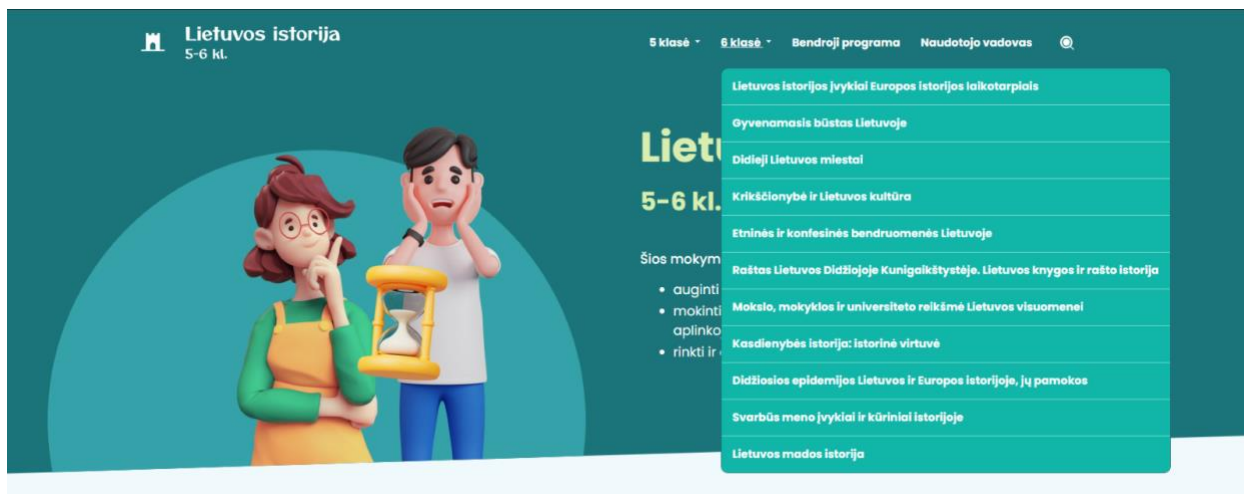 Lietuvos istorija
5-6 kl.
5 klasė
6 klasė
Bendroji programa
Naudotojo vadovas
Lietuvos istorijos įvykiai Europos istorijos laikotarpiais
Gyvenamasis būstas Lietuvoje
Didieji Lietuvos miestai
Krikščionybė ir Lietuvos kultūra
Etninės ir konfesinės bendruomenės Lietuvoje
Raštas Lietuvos Didžiojoje Kunigaikštystėje. Lietuvos knygos ir rašto istorija
Mokslo, mokyklos ir universiteto reikšmė Lietuvos visuomenei
Kasdienybės istorija: istorinė virtuvė
Didžiosios epidemijos Lietuvos ir Europos istorijoje, jų pamokos
Svarbūs meno įvykiai ir kūriniai istorijoje
Lietuvos mados istorija
5-6 kl.
Šios
auginti
rinkti ir